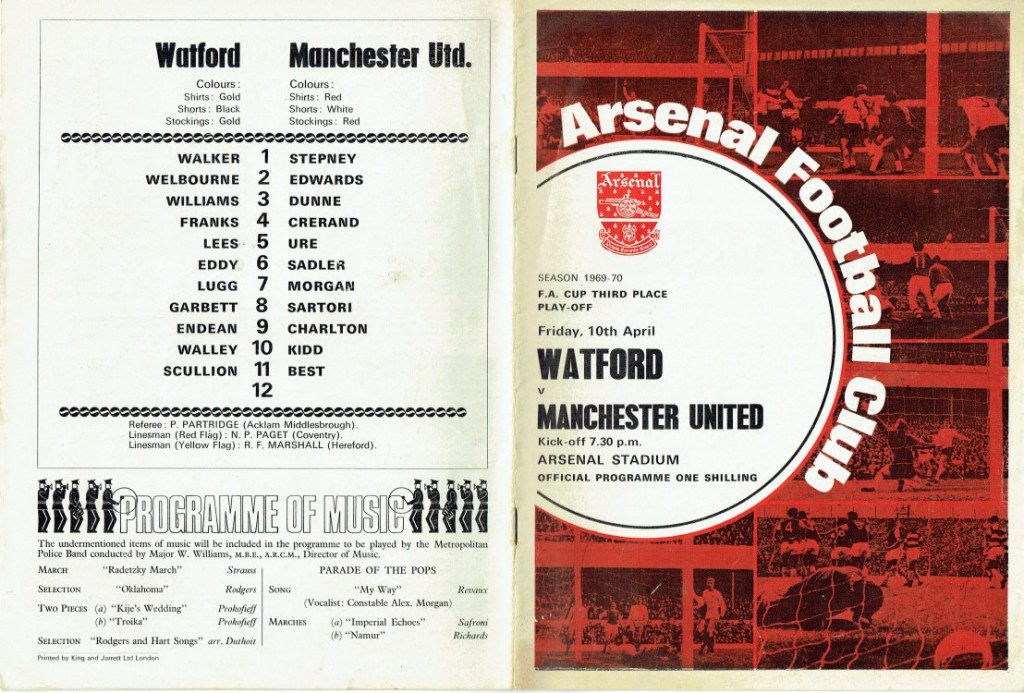 Watford Manchester Utd.
Colours: Colours:
Shirts: Gold Shirts: Red
Shorts: Black Shorts: White
Stockings: Gold Stockings: Red
WALKER 1 STEPNEY
WELBOURNE 2 EDWARDS
WILLIAMS 3 DUNNE
FRANKS 4 CRERAND
LEES 5 URE
EDDY 6 SADLER
LUGG 7 MORGAN
GARBETT 8 SARTORI
ENDEAN 9 CHARLTON
WALLEY 10 KIDD
SCULLION 11 BEST
12
Referee: P. PARTRIDGE (Acklam Middlesbrough).
Linesman (Red Flag): N. P. PAGET (Coventry).
Linesman (Yellow Flag): R. F. MARSHALL (Hereford).
PROGRAMME OF MUSIC
The undermentioned items of music will be included in the programme to be played by the Metropolitan
Police Band conducted by Major W. Williams, M.B.E., A.R.C.M., Director of Music.
MARCH "Radetzky March" Strauss
SELECTION "Oklahoma" Rodgers
TWO PIECES (a) "Kije's Wedding" Prokofieff
(b) "Troika" Prokofieff
SELECTION "Rodgers and Hart Songs" arr. Duthoit
PARADE OF THE POPS
SONG "My Way" Revaux
(Vocalist: Constable Alex. Morgan)
MARCHES (a) "Imperial Echoes" Safroni
(b) "Namur" Richards
Printed by King and Jarrett Ltd London
Arsenal Football Club
Arsenal
SEASON 1969-70
F.A. CUP THIRD PLACE
PLAY-OFF
Friday, 10th April
WATFORD
v
MANCHESTER UNITED
Kick-off 7.30 p.m.
ARSENAL STADIUM
OFFICIAL PROGRAMME ONE SHILLING